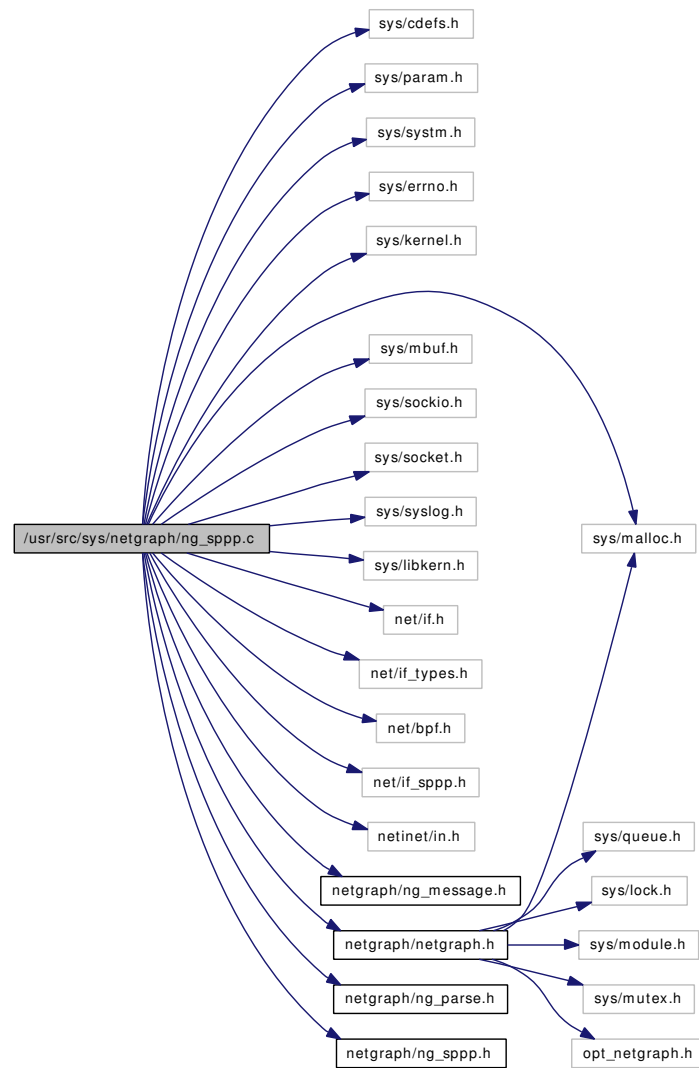 sys/cdefs.h
sys/param.h
sys/systm.h
sys/errno.h
sys/kernel.h
sys/mbuf.h
sys/sockio.h
sys/socket.h
sys/syslog.h
/usr/src/sys/netgraph/ng_sppp.c
sys/malloc.h
sys/libkern.h
net/if.h
net/if_types.h
net/bpf.h
net/if_sppp.h
netinet/in.h
sys/queue.h
netgraph/ng_message.h
sys/lock.h
netgraph/netgraph.h
sys/module.h
netgraph/ng_parse.h
sys/mutex.h
netgraph/ng_sppp.h
opt_netgraph.h